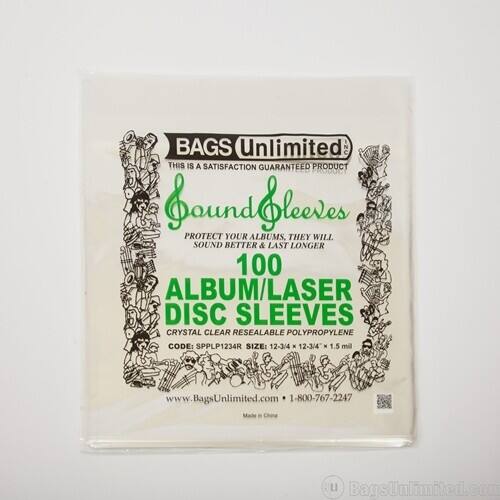 BAGS Unlimited INC
THIS IS A SATISFACTION GUARANTEED PRODUCT
SoundSleeves
PROTECT YOUR ALBUMS, THEY WILL
SOUND BETTER & LAST LONGER
100
ALBUM/LASER
DISC SLEEVES
CRYSTAL CLEAR RESEALABLE POLYPROPYLENE
CODE: SPPLP1234R SIZE: 12-3/4 × 12-3/4" × 1.5 mil
www.BagsUnlimited.com • 1-800-767-2247
Made in China
u BagsUnlimited.com